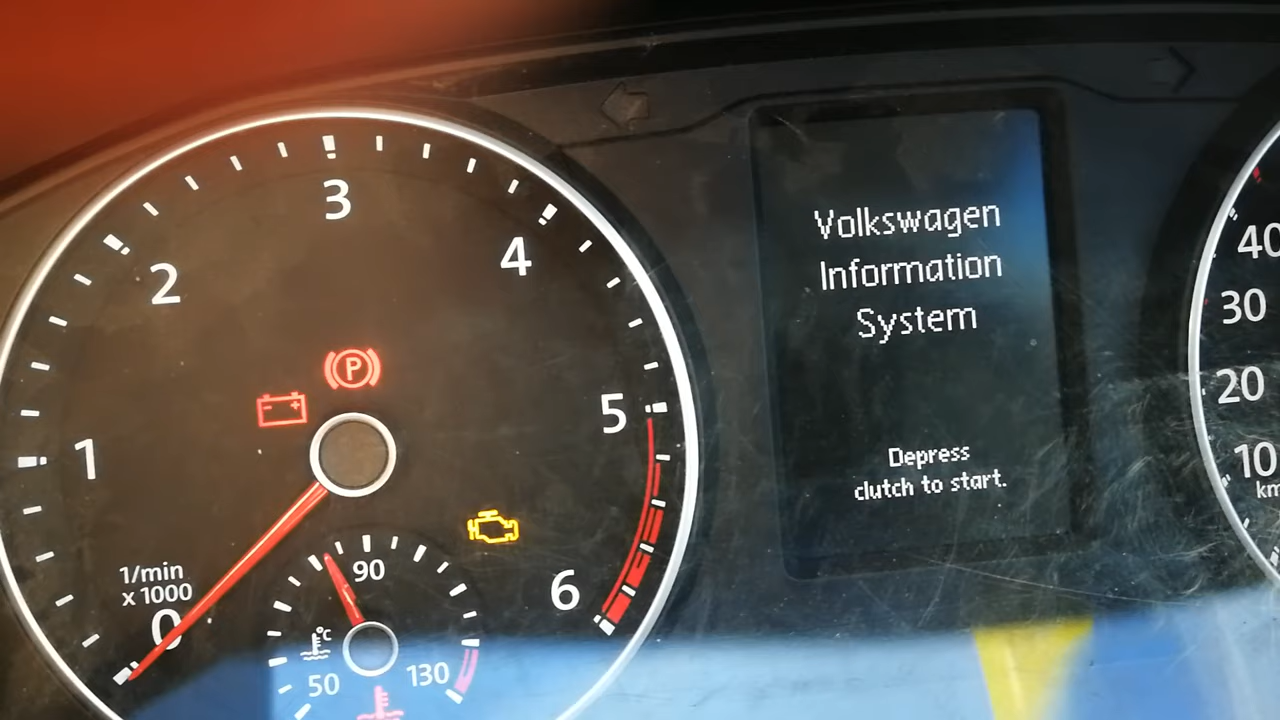 3
2
4
P
5
1
1/min
x 1000
90
6
0
°C
50
130
Volkswagen
Information
System
Depress
clutch to start.
40
30
20
10